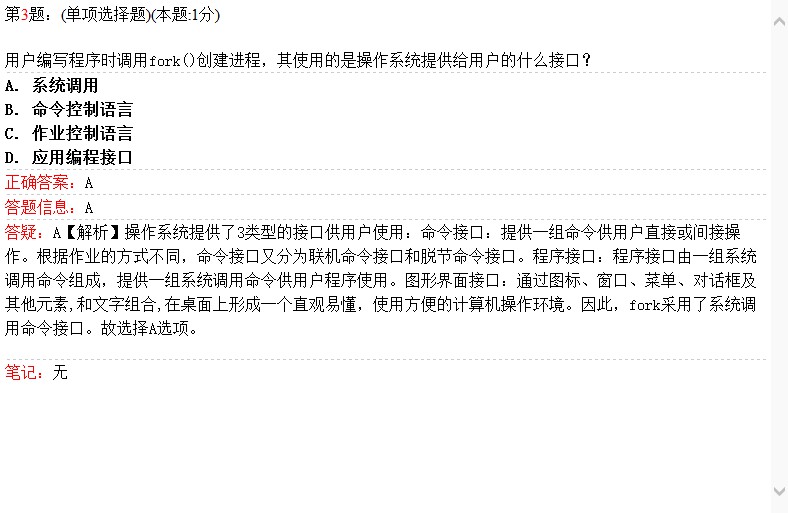 第3题: (单项选择题)(本题:1分)
用户编写程序时调用fork()创建进程，其使用的是操作系统提供给用户的什么接口？
A. 系统调用
B. 命令控制语言
C. 作业控制语言
D. 应用编程接口
正确答案: A
答题信息: A
答疑: A【解析】操作系统提供了3类型的接口供用户使用: 命令接口: 提供一组命令供用户直接或间接操
作。根据作业的方式不同，命令接口又分为联机命令接口和脱节命令接口。程序接口: 程序接口由一组系统
调用命令组成，提供一组系统调用命令供用户程序使用。图形界面接口: 通过图标、窗口、菜单、对话框及
其他元素,和文字组合,在桌面上形成一个直观易懂，使用方便的计算机操作环境。因此，fork采用了系统调
用命令接口。故选择A选项。
笔记: 无